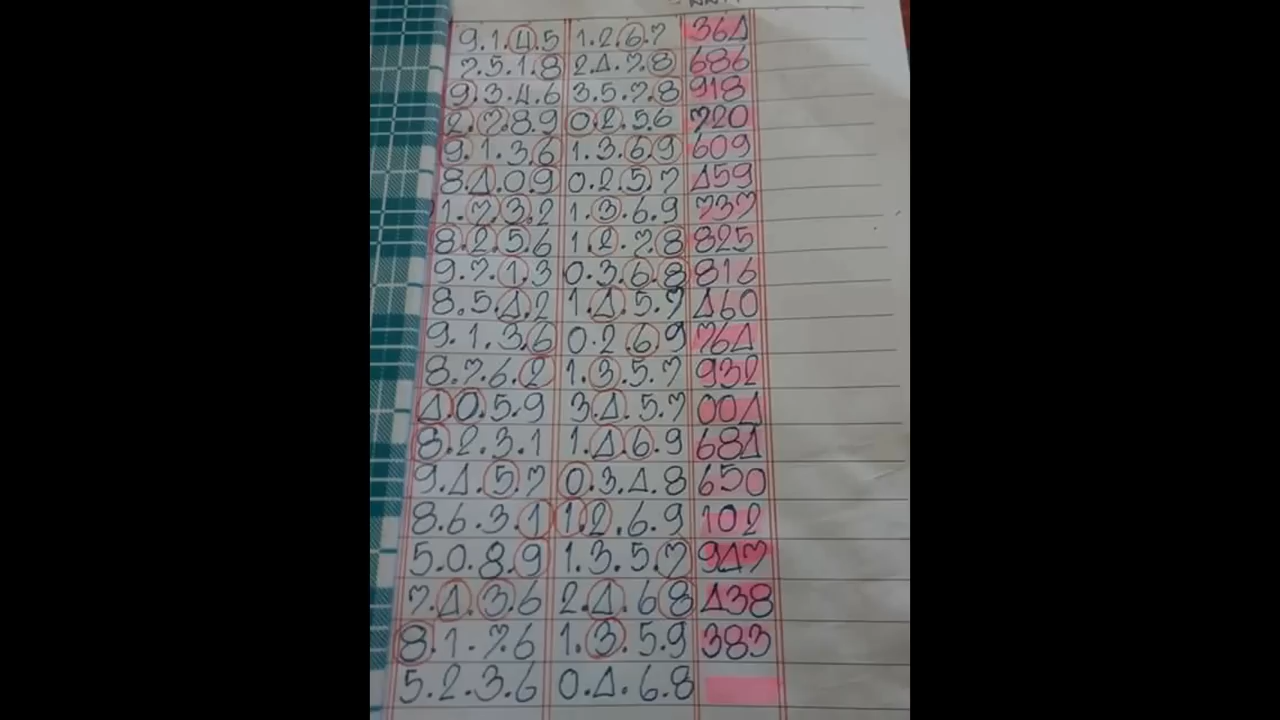 9.1.4.5 1.2.6.7 364
7.5.1.8 2.4.7.8 686
9.3.4.6 3.5.7.8 918
2.7.8.9 0.2.5.6 720
9.1.3.6 1.3.6.9 609
8.4.0.9 0.2.5.7 459
1.7.3.2 1.3.6.9 737
8.2.5.6 1.2.7.8 825
9.7.1.3 0.3.6.8 816
8.5.4.2 1.4.5.7 460
9.1.3.6 0.2.6.9 764
8.7.6.2 1.3.5.7 932
4.0.5.9 3.4.5.7 004
8.2.3.1 1.4.6.9 681
9.4.5.7 0.3.4.8 650
8.6.3.1 1.2.6.9 102
5.0.8.9 1.3.5.7 947
7.4.3.6 2.4.6.8 438
8.1.7.6 1.3.5.9 383
5.2.3.6 0.4.6.8